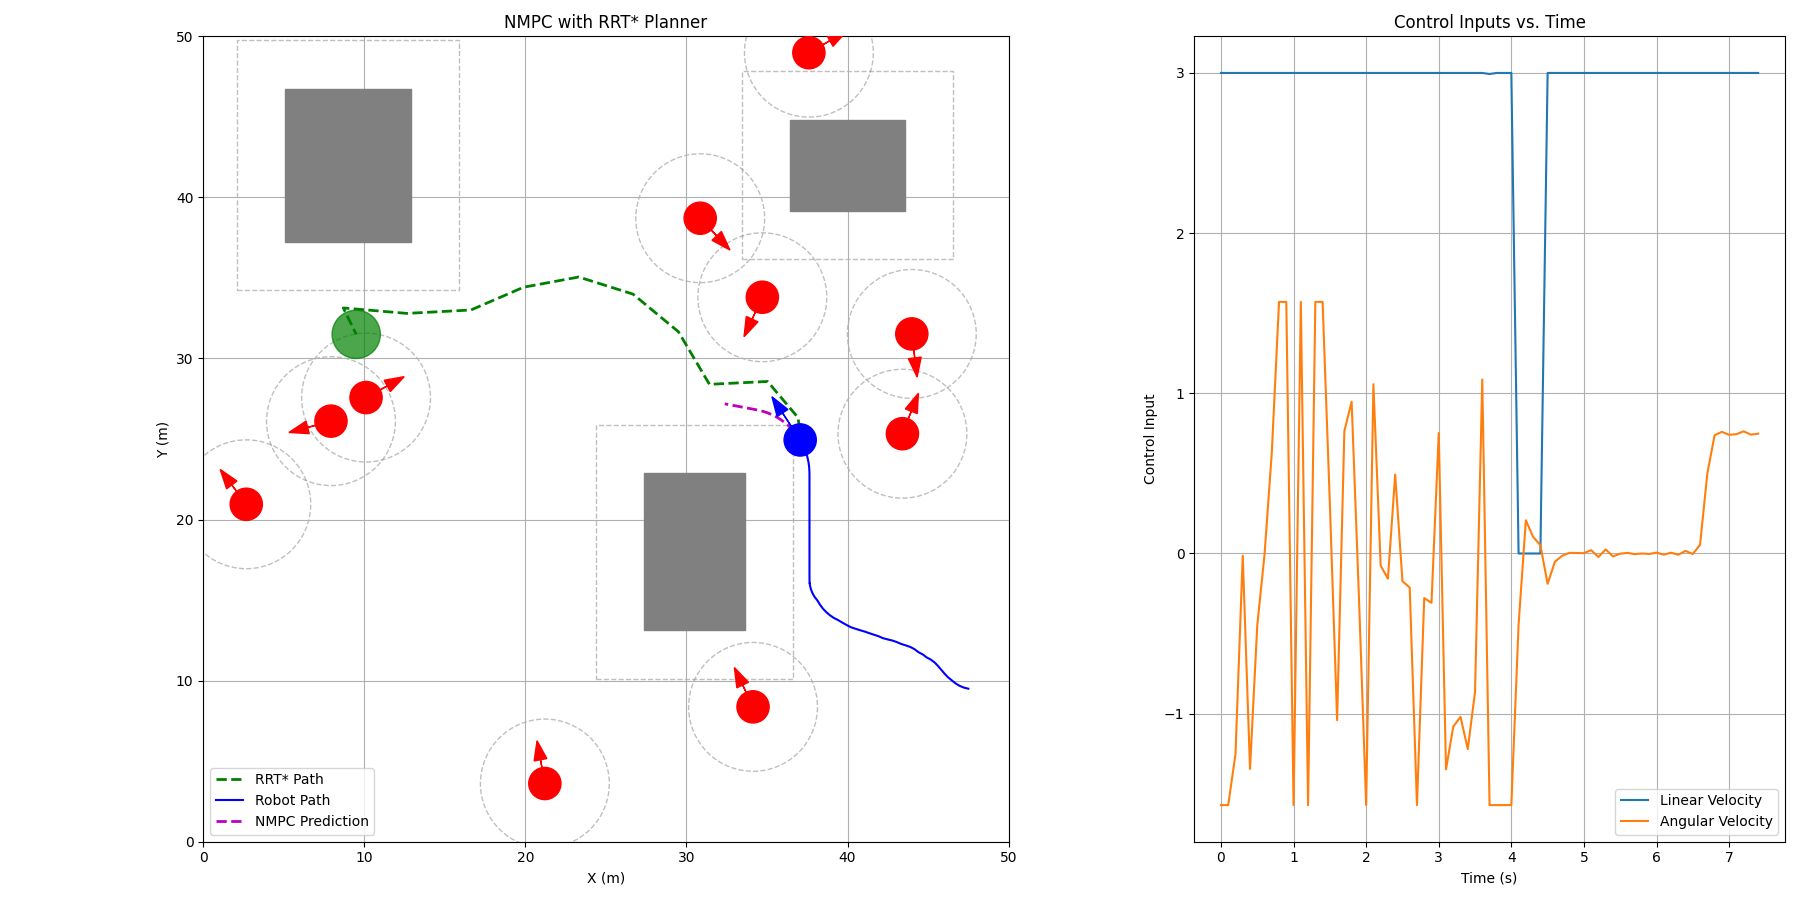 NMPC with RRT* Planner
50
40
30
20
10
0
0 10 20 30 40 50
X (m)
Y (m)
RRT* Path
Robot Path
NMPC Prediction
Control Inputs vs. Time
3
2
1
0
−1
0 1 2 3 4 5 6 7
Time (s)
Control Input
Linear Velocity
Angular Velocity